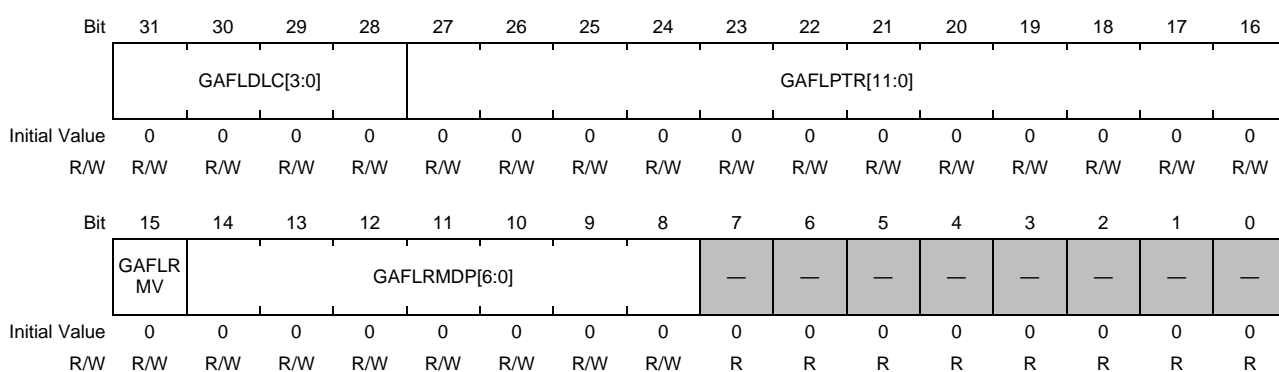 Bit 31 30 29 28 27 26 25 24 23 22 21 20 19 18 17 16
GAFLDLC[3:0] GAFLPTR[11:0]
Initial Value 0 0 0 0 0 0 0 0 0 0 0 0 0 0 0 0
R/W R/W R/W R/W R/W R/W R/W R/W R/W R/W R/W R/W R/W R/W R/W R/W R/W
Bit 15 14 13 12 11 10 9 8 7 6 5 4 3 2 1 0
GAFLR
MV
GAFLRMDP[6:0] — — — — — — — —
Initial Value 0 0 0 0 0 0 0 0 0 0 0 0 0 0 0 0
R/W R/W R/W R/W R/W R/W R/W R/W R/W R R R R R R R R